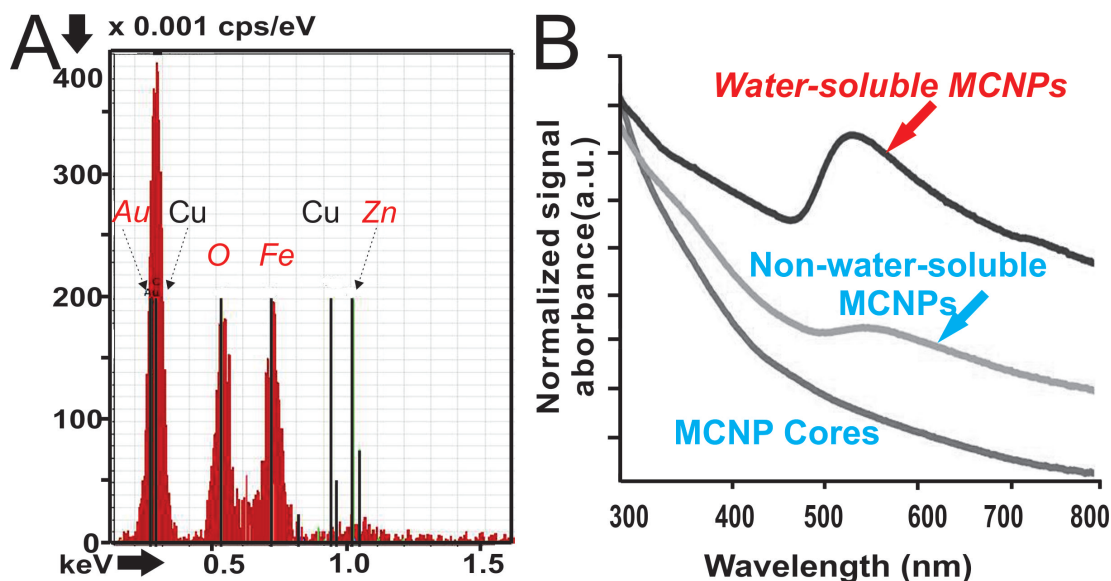 A
x 0.001 cps/eV
400
300
Au
Cu
Cu
Zn
O
Fe
200
100
0
keV
0.5
1.0
1.5
B
Normalized signal
aborbance(a.u.)
Water-soluble MCNPs
Non-water-soluble
MCNPs
MCNP Cores
300
400
500
600
700
800
Wavelength (nm)